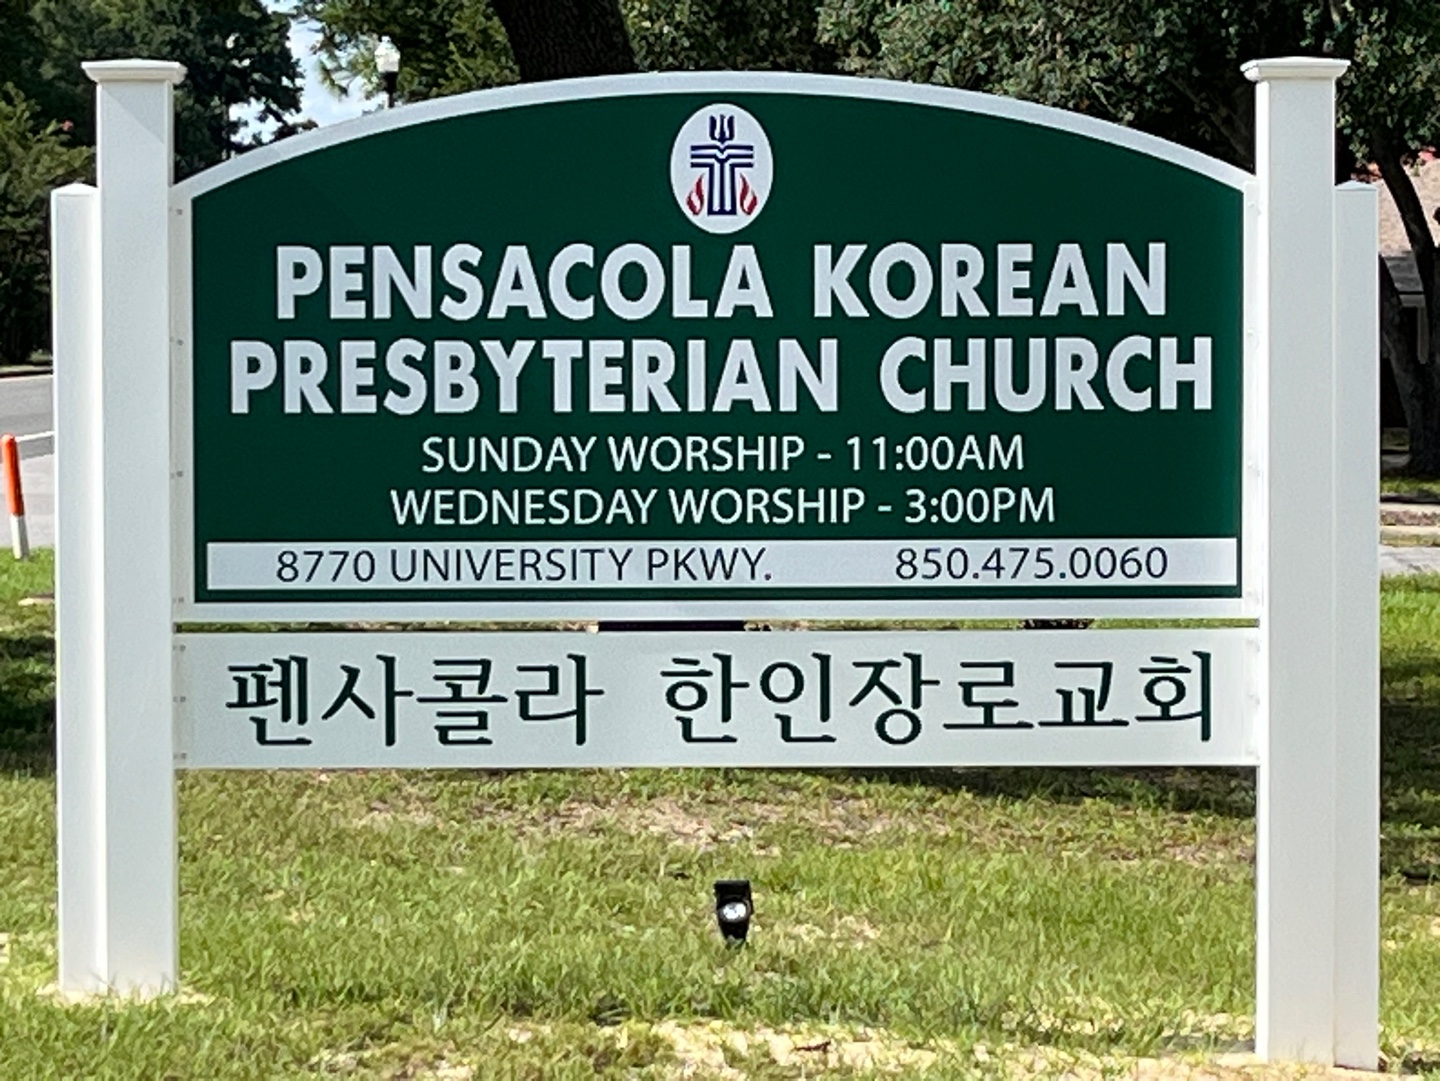 PENSACOLA KOREAN
PRESBYTERIAN CHURCH
SUNDAY WORSHIP - 11:00AM
WEDNESDAY WORSHIP - 3:00PM
8770 UNIVERSITY PKWY. 850.475.0060
펜사콜라 한인장로교회